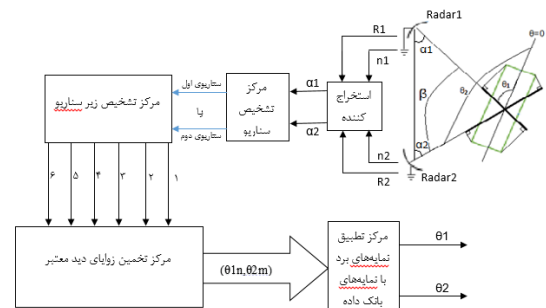 Radar1
R1
n1
α1
θ=0
β
θ1
θ2
α2
n2
R2
Radar2
استخراج
کننده
α1
α2
مرکز
تشخیص
سناریو
ستاریوی اول
یا
ستاریوی دوم
مرکز تشخیص زیر سناریو
۶
۵
۴
۳
۲
۱
مرکز تخمین زوایای دید معتبر
(θ1n,θ2m)
مرکز تطبیق
نمایه‌های برد
با نمایه‌های
بانک داده
θ1
θ2